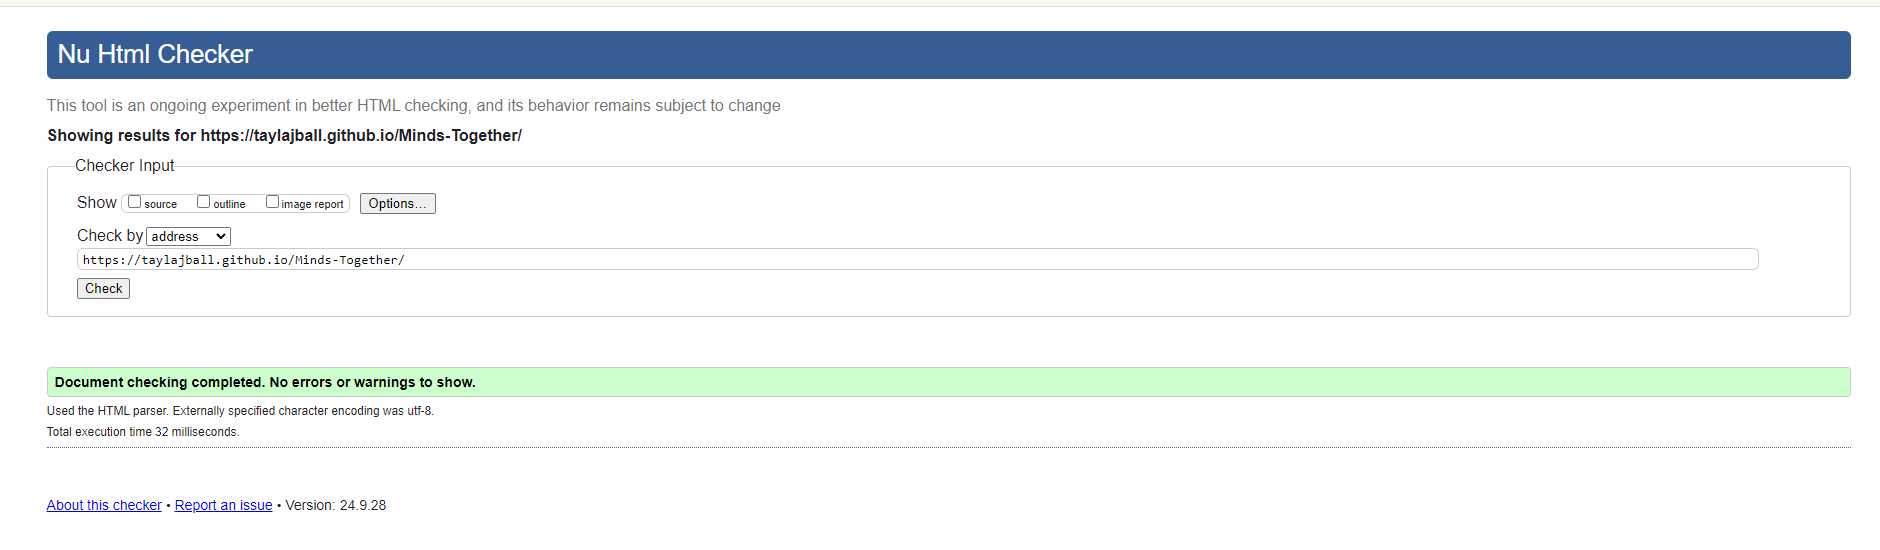 Nu Html Checker
This tool is an ongoing experiment in better HTML checking, and its behavior remains subject to change
Showing results for https://taylajball.github.io/Minds-Together/
Checker Input
Show source outline image report Options...
Check by address
https://taylajball.github.io/Minds-Together/
Check
Document checking completed. No errors or warnings to show.
Used the HTML parser. Externally specified character encoding was utf-8.
Total execution time 32 milliseconds.
About this checker • Report an issue • Version: 24.9.28